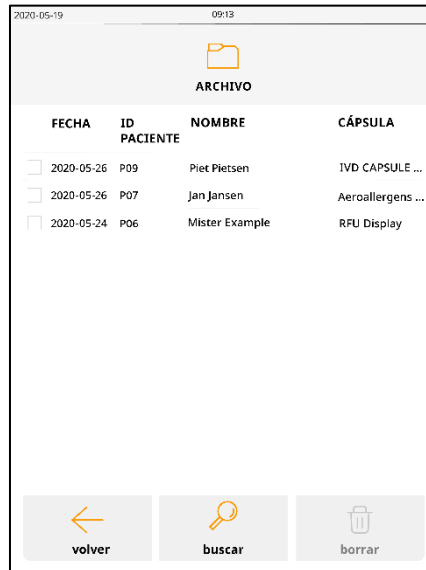 2020-05-19 09:13
ARCHIVO
FECHA ID PACIENTE NOMBRE CÁPSULA
2020-05-26 P09 Piet Pietsen IVD CAPSULE ...
2020-05-26 P07 Jan Jansen Aeroallergens ...
2020-05-24 P06 Mister Example RFU Display
volver buscar borrar